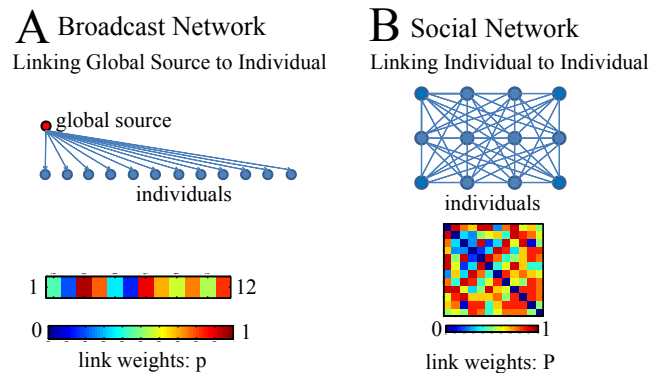 A Broadcast Network
Linking Global Source to Individual
global source
individuals
1 12
0 1
link weights: p
B Social Network
Linking Individual to Individual
individuals
0 1
link weights: P